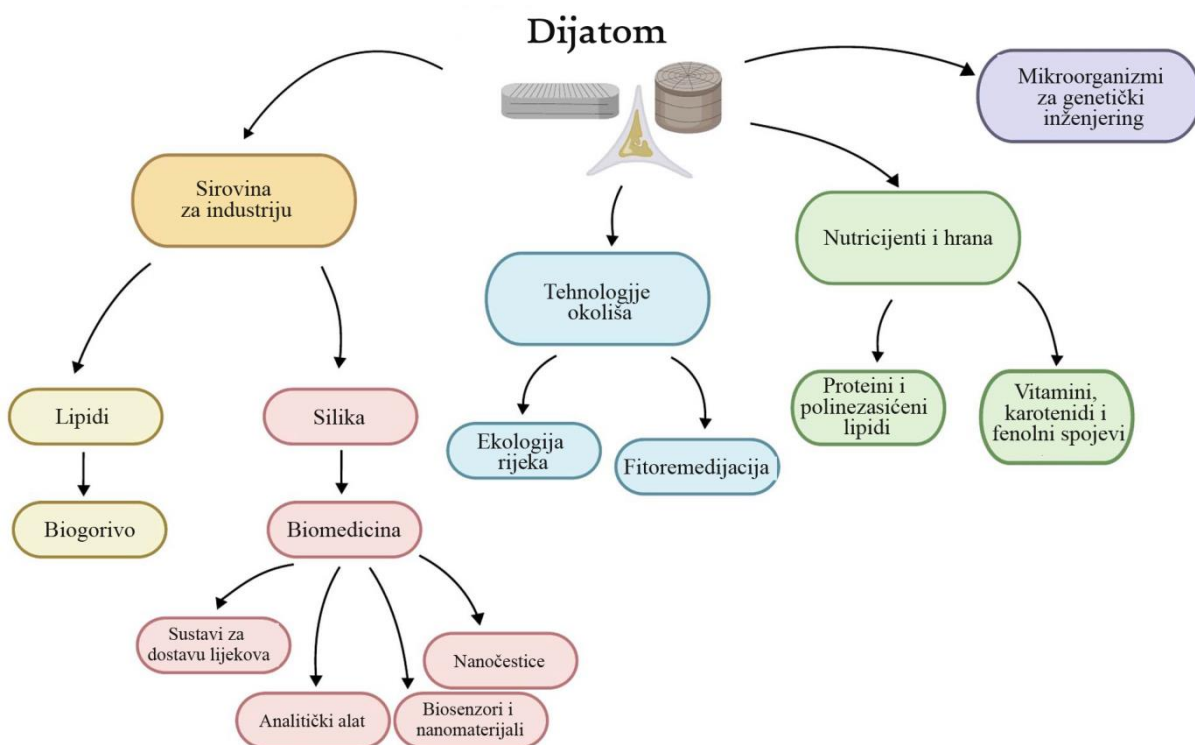 Dijatom
Mikroorganizmi
za genetički
inženjering
Sirovina
za industriju
Nutricijenti i hrana
Tehnologjje
okoliša
Lipidi
Silika
Ekologija
rijeka
Fitoremedijacija
Proteini i
polinezasićeni
lipidi
Vitamini,
karotenidi i
fenolni spojevi
Biogorivo
Biomedicina
Sustavi za
dostavu lijekova
Analitički alat
Biosenzori i
nanomaterijali
Nanočestice